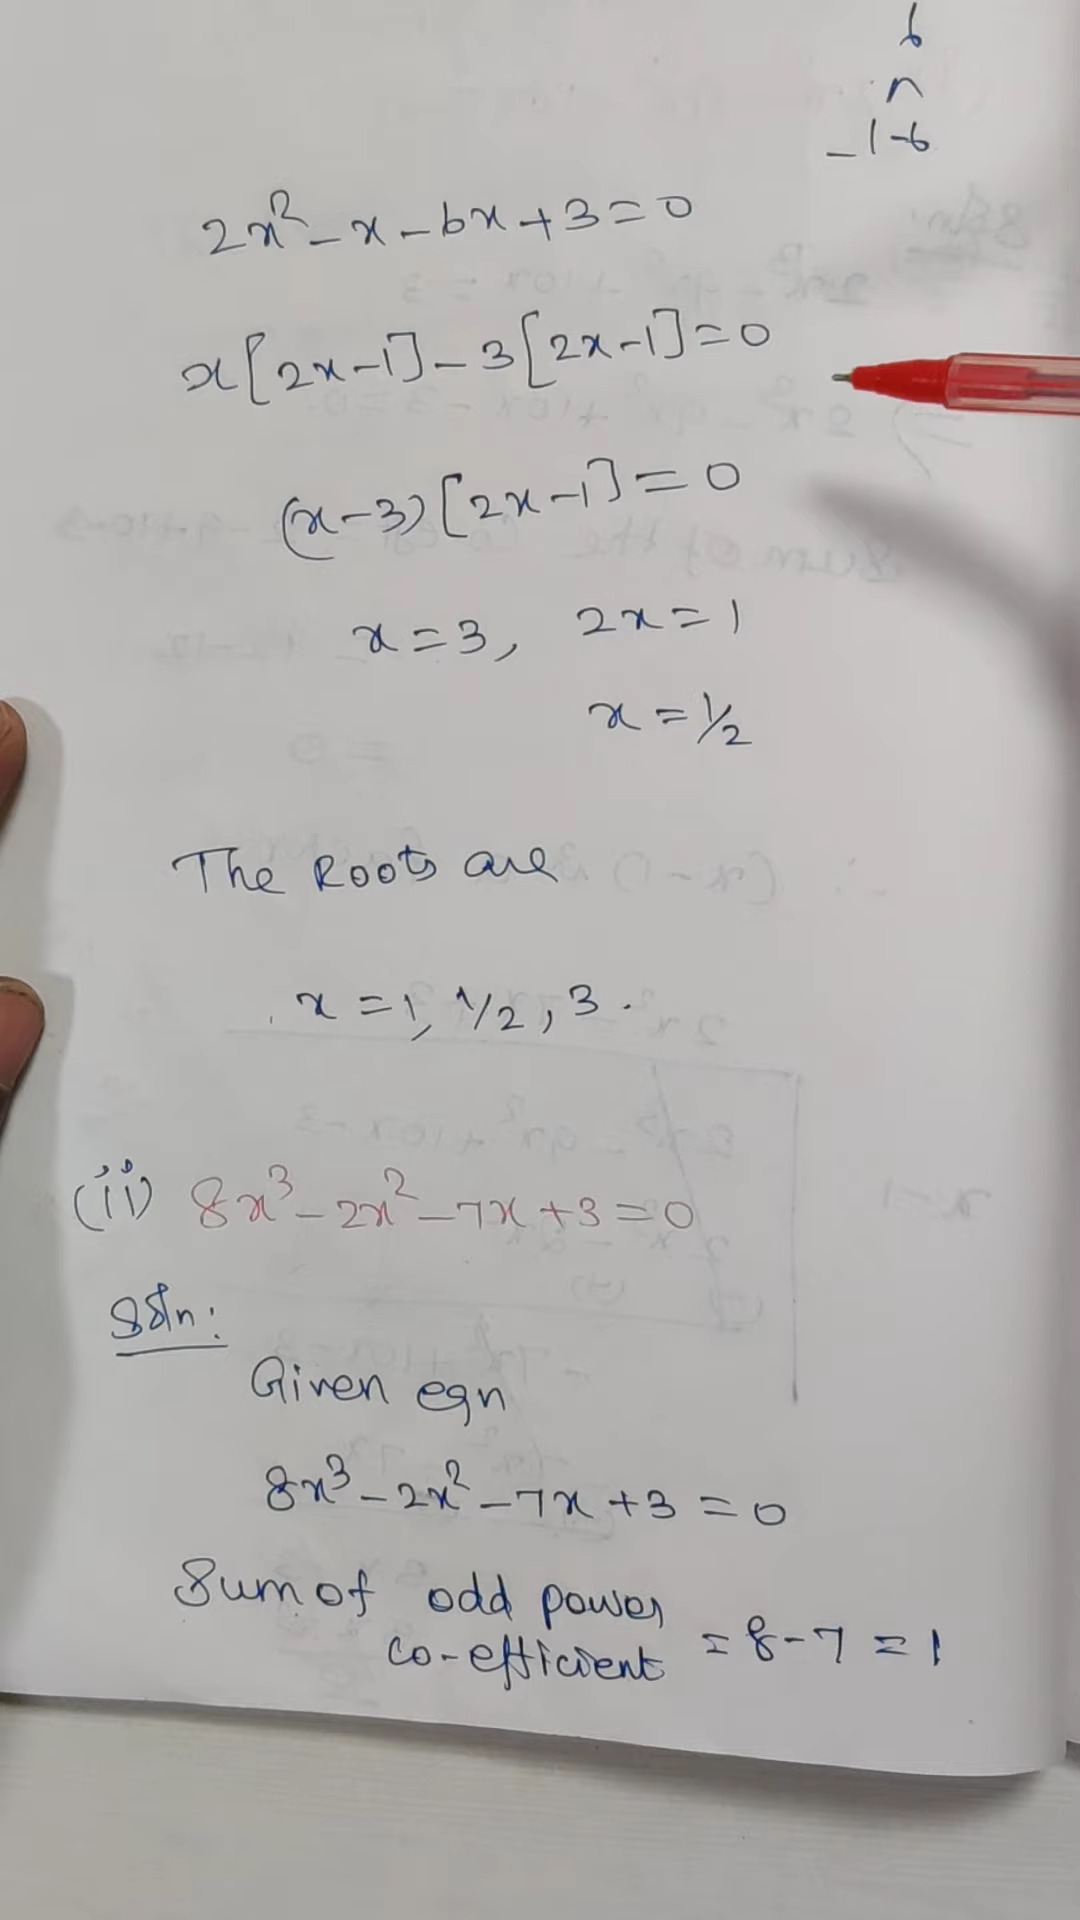 6
n
-1-6
2x² - x - 6x + 3 = 0
x[2x-1] - 3[2x-1] = 0
(x-3)[2x-1] = 0
x = 3, 2x = 1
x = 1/2
The Roots are
x = 1, 1/2, 3.
(ii) 8x³ - 2x² - 7x + 3 = 0
Soln:
Given eqn
8x³ - 2x² - 7x + 3 = 0
Sum of odd power
co-efficient = 8-7 = 1